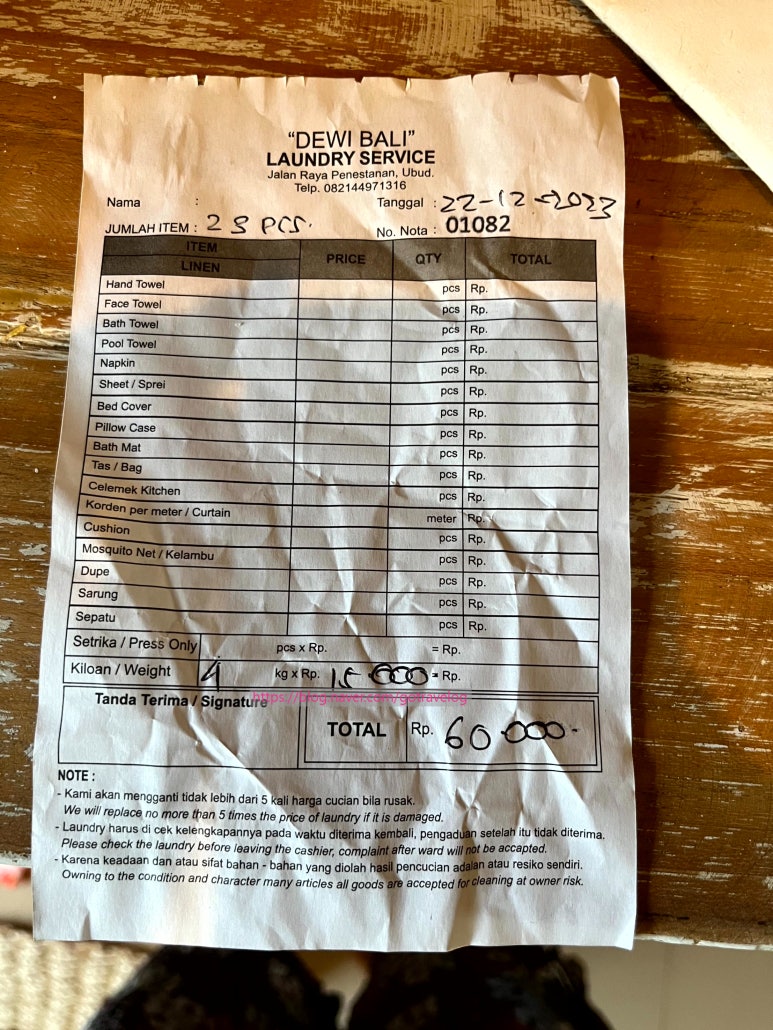 “DEWI BALI”
LAUNDRY SERVICE
Jalan Raya Penestanan, Ubud.
Telp. 082144971316
Nama : Tanggal : 22-12-2023
JUMLAH ITEM : 23 pcs. No. Nota : 01082
ITEM
LINEN PRICE QTY TOTAL
Hand Towel pcs Rp.
Face Towel pcs Rp.
Bath Towel pcs Rp.
Pool Towel pcs Rp.
Napkin pcs Rp.
Sheet / Sprei pcs Rp.
Bed Cover pcs Rp.
Pillow Case pcs Rp.
Bath Mat pcs Rp.
Tas / Bag pcs Rp.
Celemek Kitchen pcs Rp.
Korden per meter / Curtain meter Rp.
Cushion pcs Rp.
Mosquito Net / Kelambu pcs Rp.
Dupe pcs Rp.
Sarung pcs Rp.
Sepatu pcs Rp.
Setrika / Press Only pcs x Rp. = Rp.
Kiloan / Weight 4 kg x Rp. 15.000 = Rp.
https://blog.naver.com/gotravelog
Tanda Terima / Signature
TOTAL Rp. 60.000.-
NOTE :
- Kami akan mengganti tidak lebih dari 5 kali harga cucian bila rusak.
We will replace no more than 5 times the price of laundry if it is damaged.
- Laundry harus di cek kelengkapannya pada waktu diterima kembali, pengaduan setelah itu tidak diterima.
Please check the laundry before leaving the cashier, complaint after ward will not be accepted.
- Karena keadaan dan atau sifat bahan - bahan yang diolah hasil pencucian adalan atau resiko sendiri.
Owning to the condition and character many articles all goods are accepted for cleaning at owner risk.